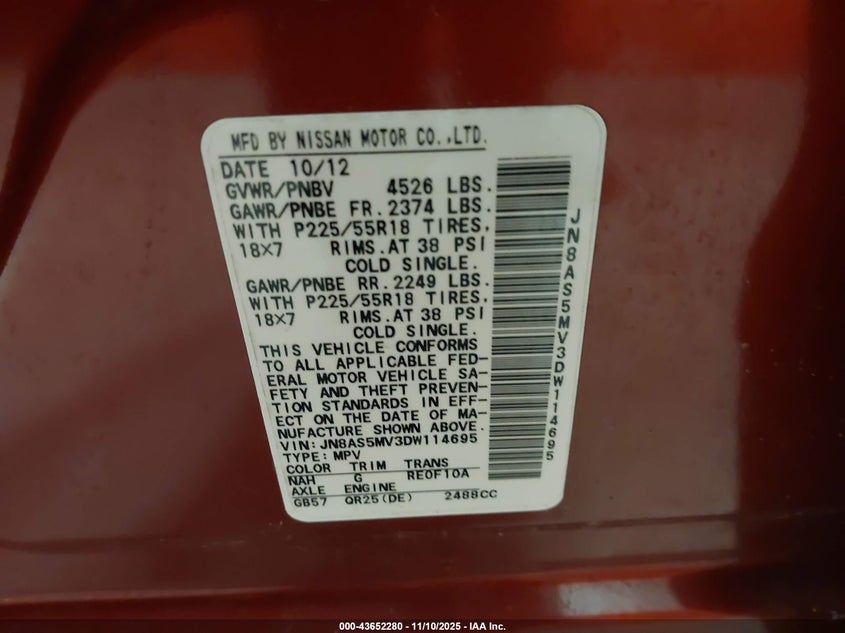 MFD BY NISSAN MOTOR CO.,LTD.
DATE 10/12
GVWR/PNBV 4526 LBS.
GAWR/PNBE FR. 2374 LBS.
WITH P225/55R18 TIRES,
18X7 RIMS.AT 38 PSI
COLD SINGLE.
GAWR/PNBE RR. 2249 LBS.
WITH P225/55R18 TIRES,
18X7 RIMS.AT 38 PSI
COLD SINGLE.
THIS VEHICLE CONFORMS
TO ALL APPLICABLE FED-
ERAL MOTOR VEHICLE SA-
FETY AND THEFT PREVEN-
TION STANDARDS IN EFF-
ECT ON THE DATE OF MA-
NUFACTURE SHOWN ABOVE.
VIN: JN8AS5MV3DW114695
TYPE: MPV
COLOR TRIM TRANS
NAH G RE0F10A
AXLE ENGINE
GB57 QR25(DE) 2488CC
JN8AS5MV3DW114695
000-43652280 - 11/10/2025 - IAA Inc.